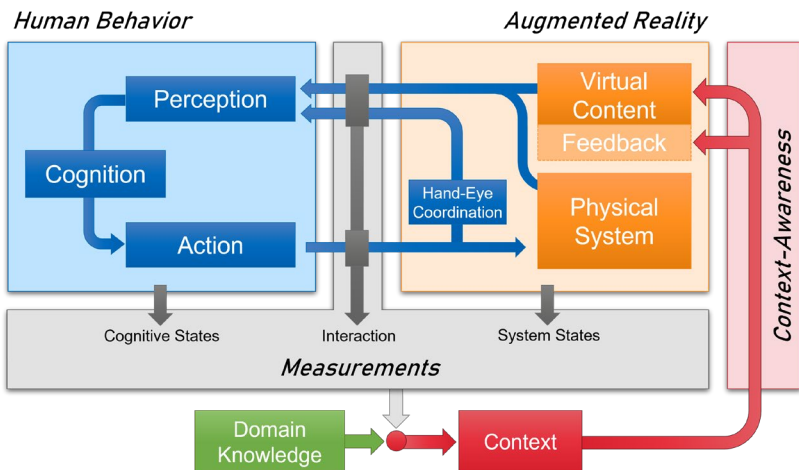 Human Behavior
Augmented Reality
Perception
Cognition
Action
Hand-Eye
Coordination
Virtual
Content
Feedback
Physical
System
Context-Awareness
Cognitive States
Interaction
System States
Measurements
Domain
Knowledge
Context